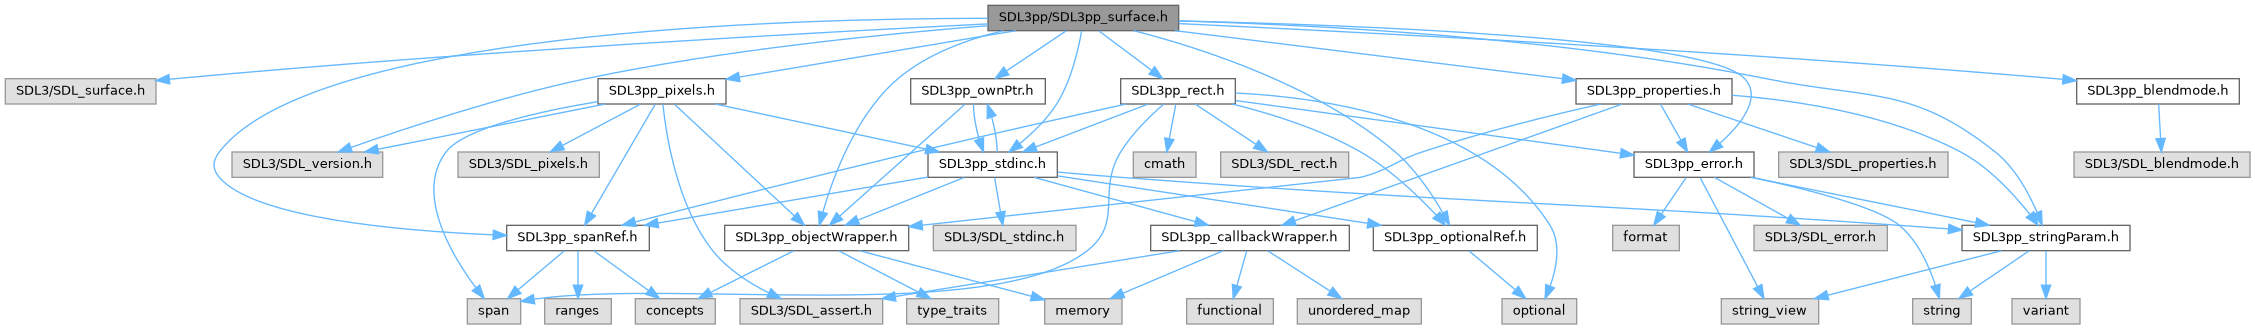 SDL3pp/SDL3pp_surface.h
SDL3/SDL_surface.h
SDL3pp_pixels.h
SDL3pp_ownPtr.h
SDL3pp_rect.h
SDL3pp_properties.h
SDL3pp_blendmode.h
SDL3/SDL_version.h
SDL3/SDL_pixels.h
SDL3pp_stdinc.h
cmath
SDL3/SDL_rect.h
SDL3pp_error.h
SDL3/SDL_properties.h
SDL3/SDL_blendmode.h
SDL3pp_spanRef.h
SDL3pp_objectWrapper.h
SDL3/SDL_stdinc.h
SDL3pp_callbackWrapper.h
SDL3pp_optionalRef.h
format
SDL3/SDL_error.h
SDL3pp_stringParam.h
span
ranges
concepts
SDL3/SDL_assert.h
type_traits
memory
functional
unordered_map
optional
string_view
string
variant